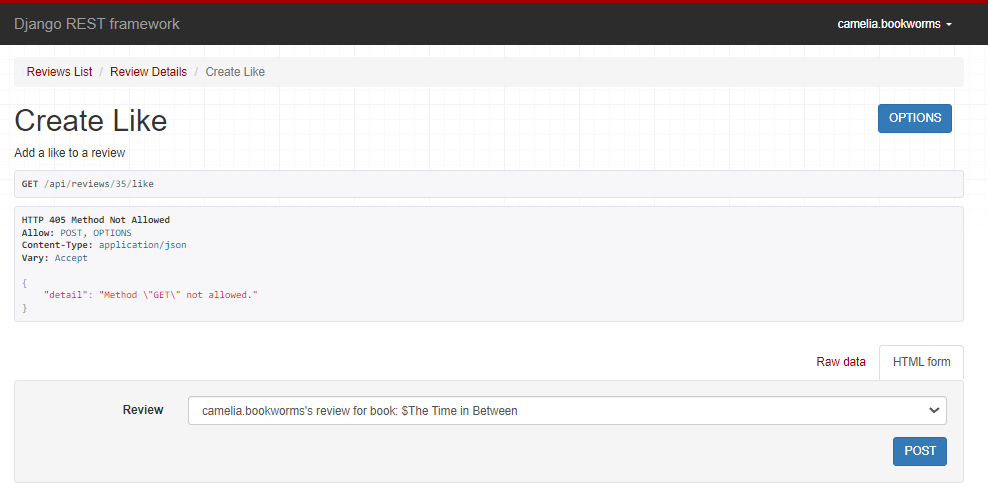 Django REST framework
camelia.bookworms
Reviews List / Review Details / Create Like
Create Like
OPTIONS
Add a like to a review
GET /api/reviews/35/like
HTTP 405 Method Not Allowed
Allow: POST, OPTIONS
Content-Type: application/json
Vary: Accept
{
"detail": "Method \"GET\" not allowed."
}
Raw data
HTML form
Review
camelia.bookworms's review for book: $The Time in Between
POST